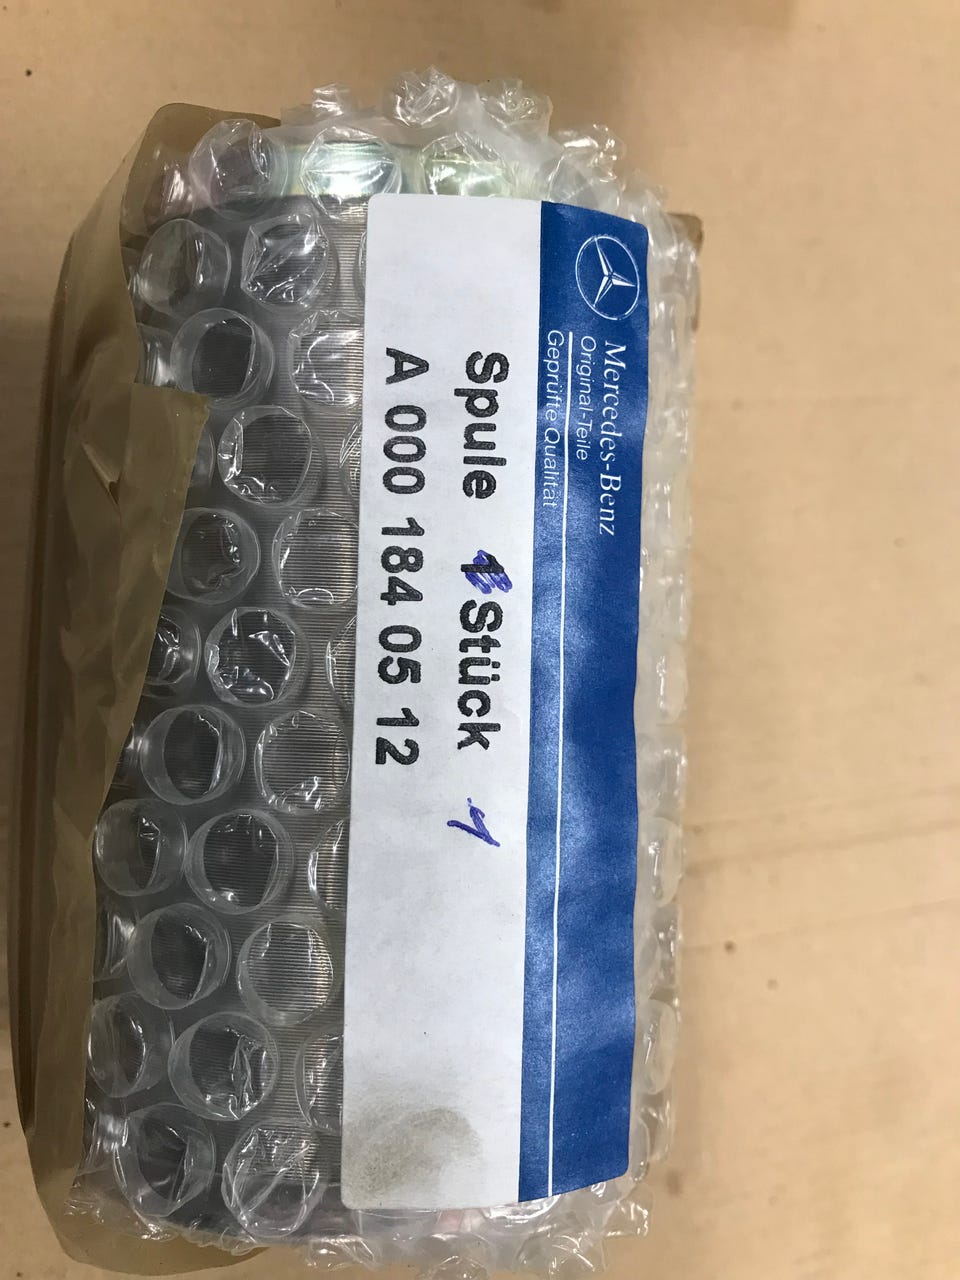 Mercedes-Benz
Original-Teile
Geprüfte Qualität
Spule Stück 1
A 000 184 05 12